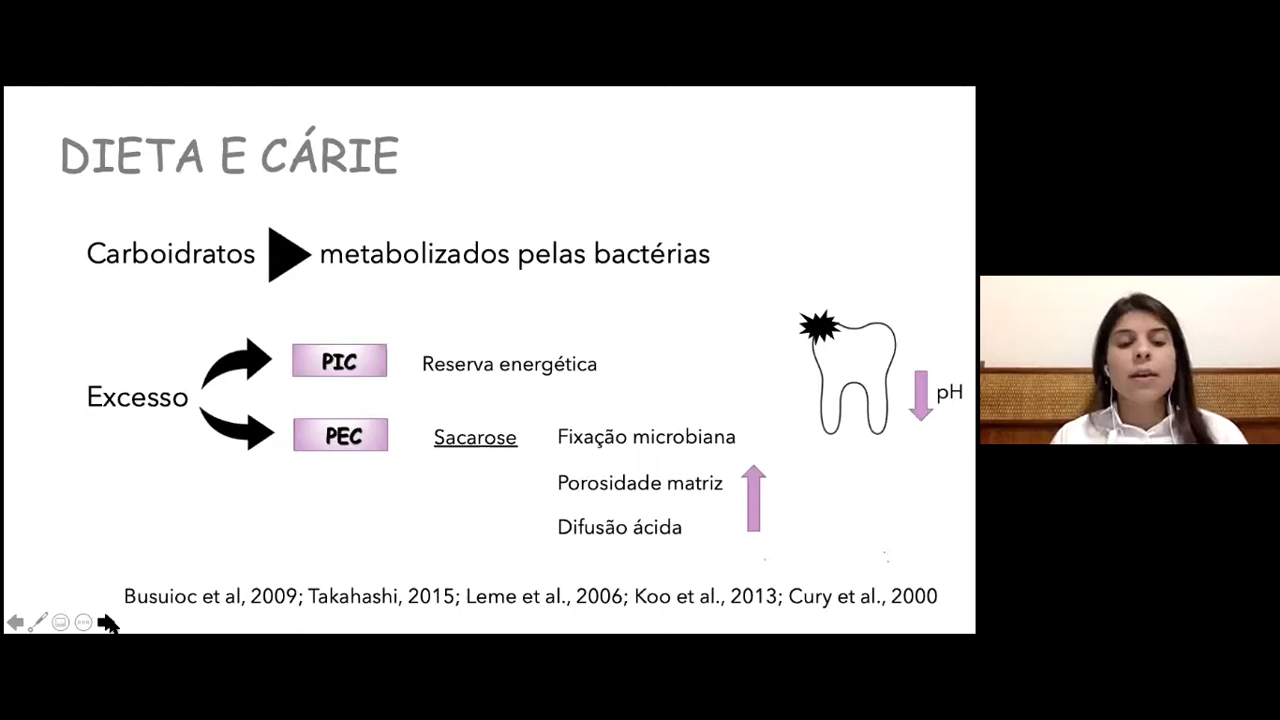 DIETA E CÁRIE
Carboidratos metabolizados pelas bactérias
Excesso
PIC Reserva energética
PEC Sacarose Fixação microbiana
Porosidade matriz
Difusão ácida
pH
Busuioc et al, 2009; Takahashi, 2015; Leme et al., 2006; Koo et al., 2013; Cury et al., 2000